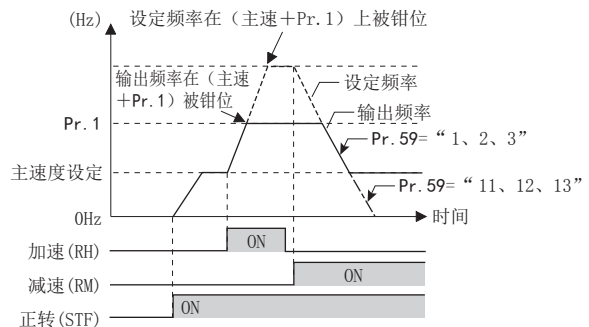 (Hz)
设定频率在（主速＋Pr.1）上被钳位
输出频率在（主速
＋Pr.1）被钳位
设定频率
输出频率
Pr.1
Pr.59=“1、2、3”
主速度设定
Pr.59=“11、12、13”
0Hz
时间
加速(RH)
ON
减速(RM)
ON
正转(STF)
ON